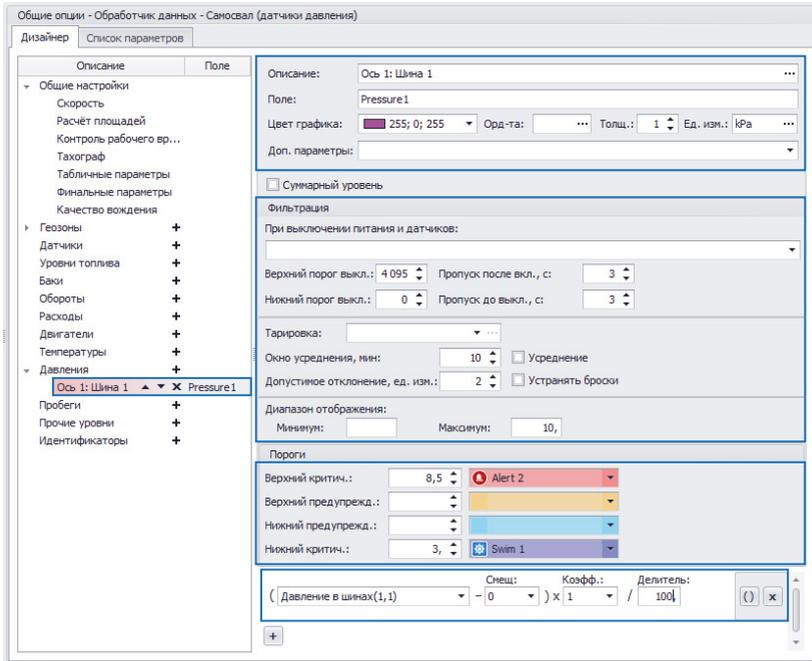 Общие опции - Обработчик данных - Самосвал (датчики давления)
Дизайнер Список параметров
Описание Поле
Общие настройки
Скорость
Расчёт площадей
Контроль рабочего вр...
Тахограф
Табличные параметры
Финальные параметры
Качество вождения
Геозоны +
Датчики +
Уровни топлива +
Баки +
Обороты +
Расходы +
Двигатели +
Температуры +
Давления +
Ось 1: Шина 1 Pressure1
Пробеги +
Прочие уровни +
Идентификаторы +
Описание: Ось 1: Шина 1 ...
Поле: Pressure1
Цвет графика: 255; 0; 255 Орд-та: ... Толщ.: 1 Ед. изм.: kPa ...
Доп. параметры:
Суммарный уровень
Фильтрация
При выключении питания и датчиков:
Верхний порог выкл.: 4 095 Пропуск после вкл., с: 3
Нижний порог выкл.: 0 Пропуск до выкл., с: 3
Тарировка: ...
Окно усреднения, мин: 10 Усреднение
Допустимое отклонение, ед. изм.: 2 Устранять броски
Диапазон отображения:
Минимум: Максимум: 10,
Пороги
Верхний критич.: 8,5 Alert 2
Верхний предупрежд.:
Нижний предупрежд.:
Нижний критич.: 3, Swim 1
Смещ: Коэфф.: Делитель:
( Давление в шинах(1,1) - 0 ) x 1 / 100, () x
+